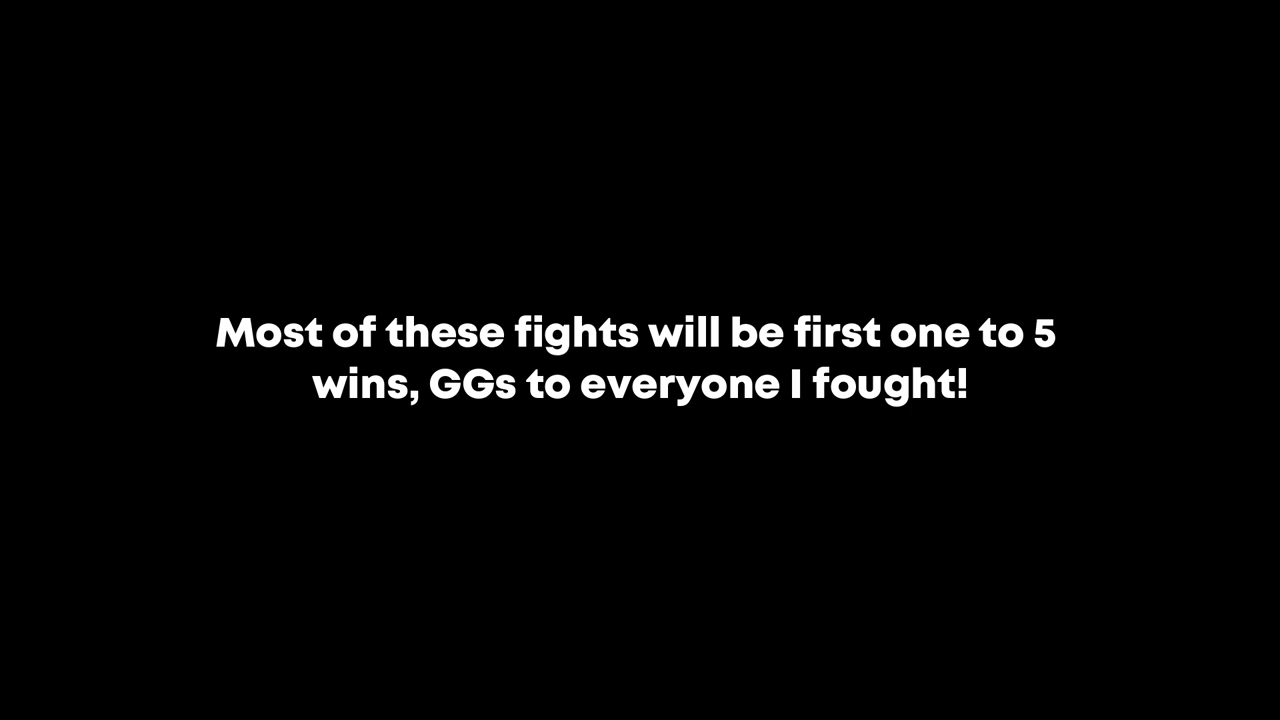 Most of these fights will be first one to 5
wins, GGs to everyone I fought!